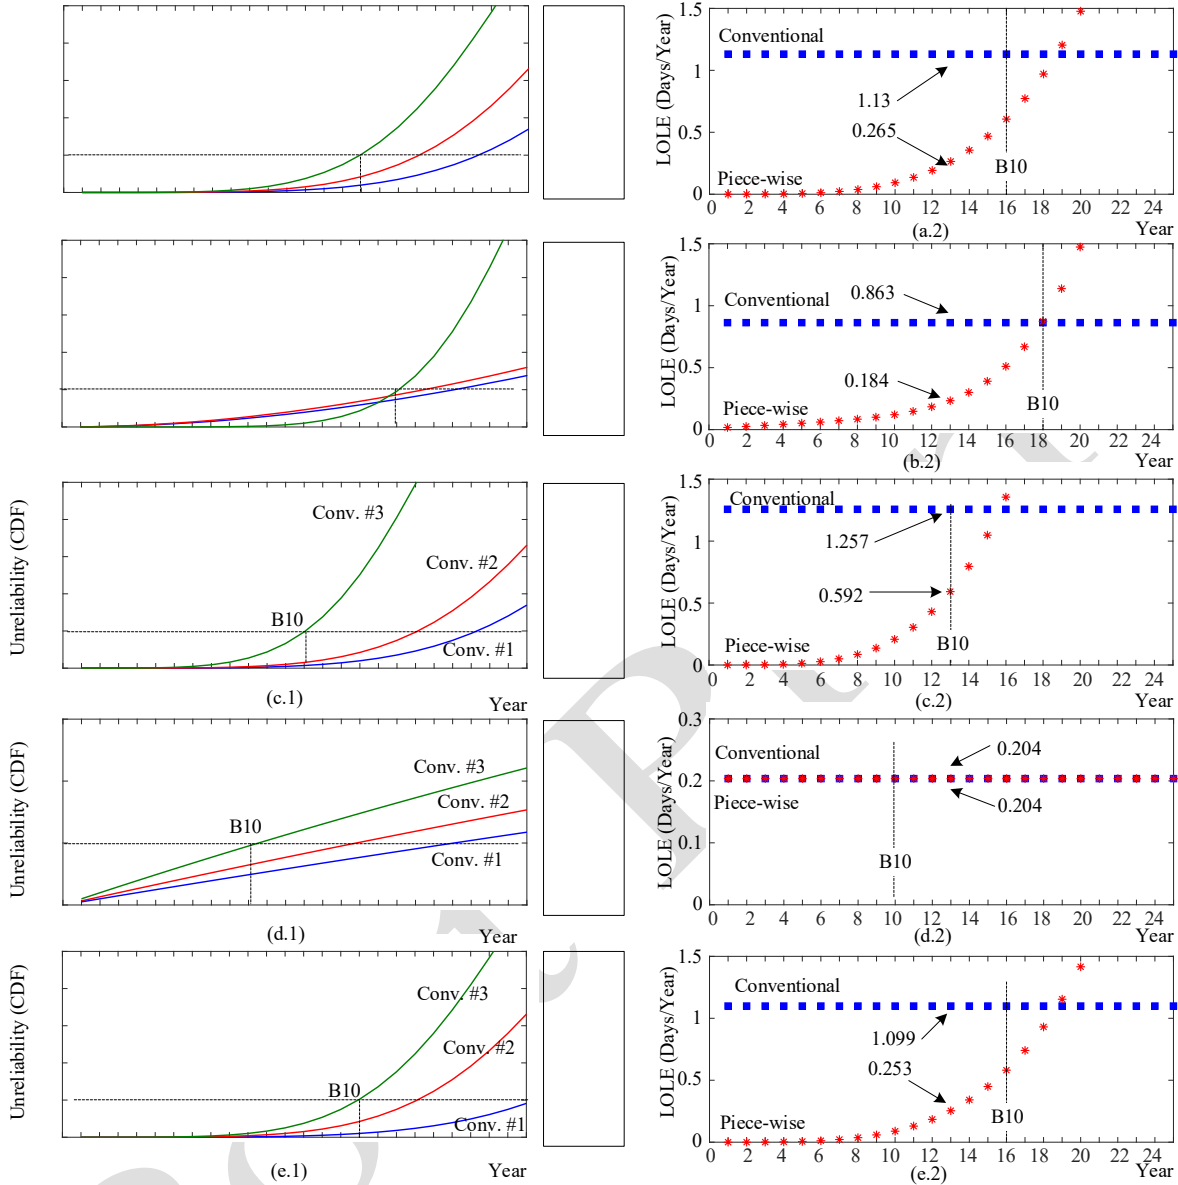 1.5
Conventional
1
1.13
0.265
0.5
B10
Piece-wise
0
LOLE (Days/Year)
0 2 4 6 8 10 12 14 16 18 20 22 24
(a.2)
Year
1.5
0.863
Conventional
1
0.5
0.184
B10
Piece-wise
0
LOLE (Days/Year)
0 2 4 6 8 10 12 14 16 18 20 22 24
(b.2)
Year
Unreliability (CDF)
Conv. #3
Conv. #2
B10
Conv. #1
(c.1)
Year
1.5
Conventional
1.257
1
0.592
0.5
B10
Piece-wise
0
LOLE (Days/Year)
0 2 4 6 8 10 12 14 16 18 20 22 24
(c.2)
Year
Unreliability (CDF)
Conv. #3
Conv. #2
B10
Conv. #1
(d.1)
Year
0.3
Conventional
0.204
0.2
Piece-wise
0.204
0.1
B10
0
LOLE (Days/Year)
0 2 4 6 8 10 12 14 16 18 20 22 24
(d.2)
Year
Unreliability (CDF)
Conv. #3
Conv. #2
B10
Conv. #1
(e.1)
Year
1.5
Conventional
1
1.099
0.253
0.5
B10
Piece-wise
0
LOLE (Days/Year)
0 2 4 6 8 10 12 14 16 18 20 22 24
(e.2)
Year